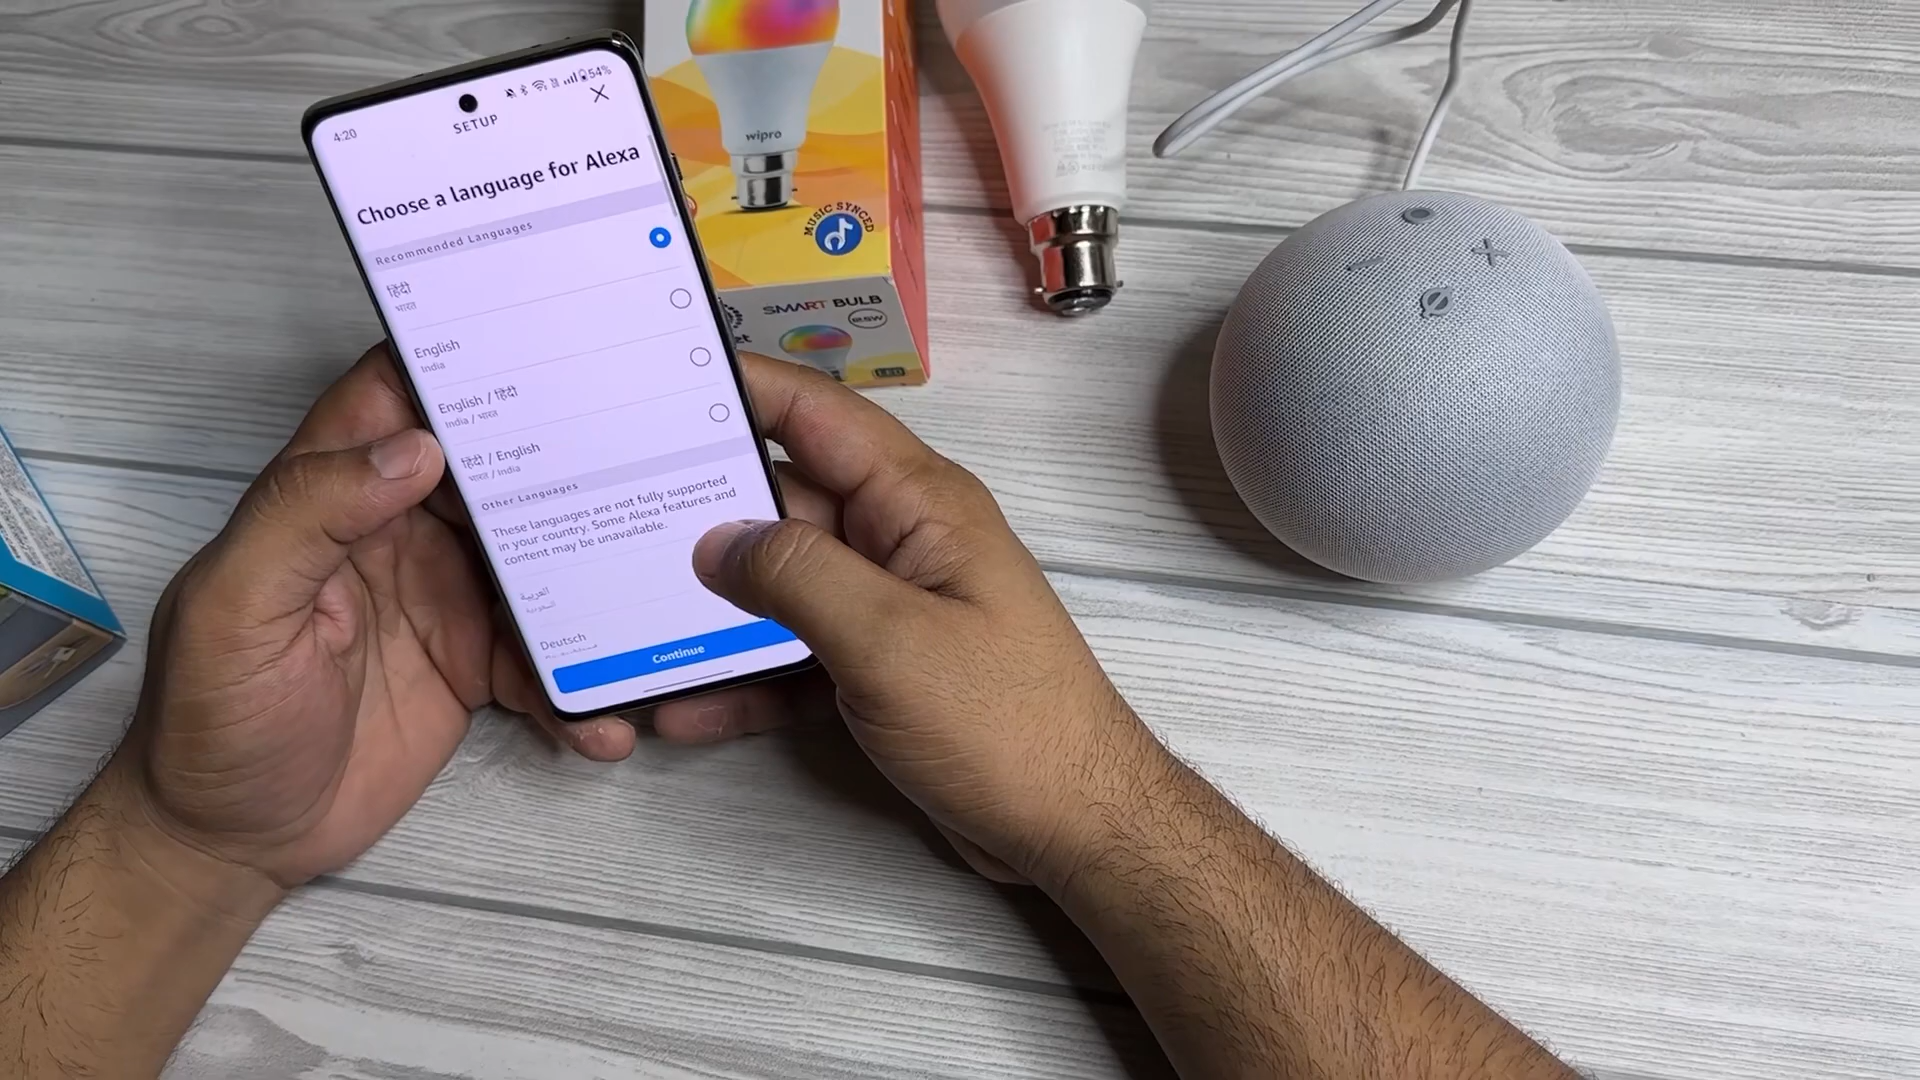 4:20
54%
SETUP
Choose a language for Alexa
Recommended Languages
हिंदी
भारत
English
India
English / हिंदी
India / भारत
हिंदी / English
भारत / India
Other Languages
These languages are not fully supported
in your country. Some Alexa features and
content may be unavailable.
العربية
السعودية
Deutsch
Continue
wipro
MUSIC SYNCED
SMART BULB
LED